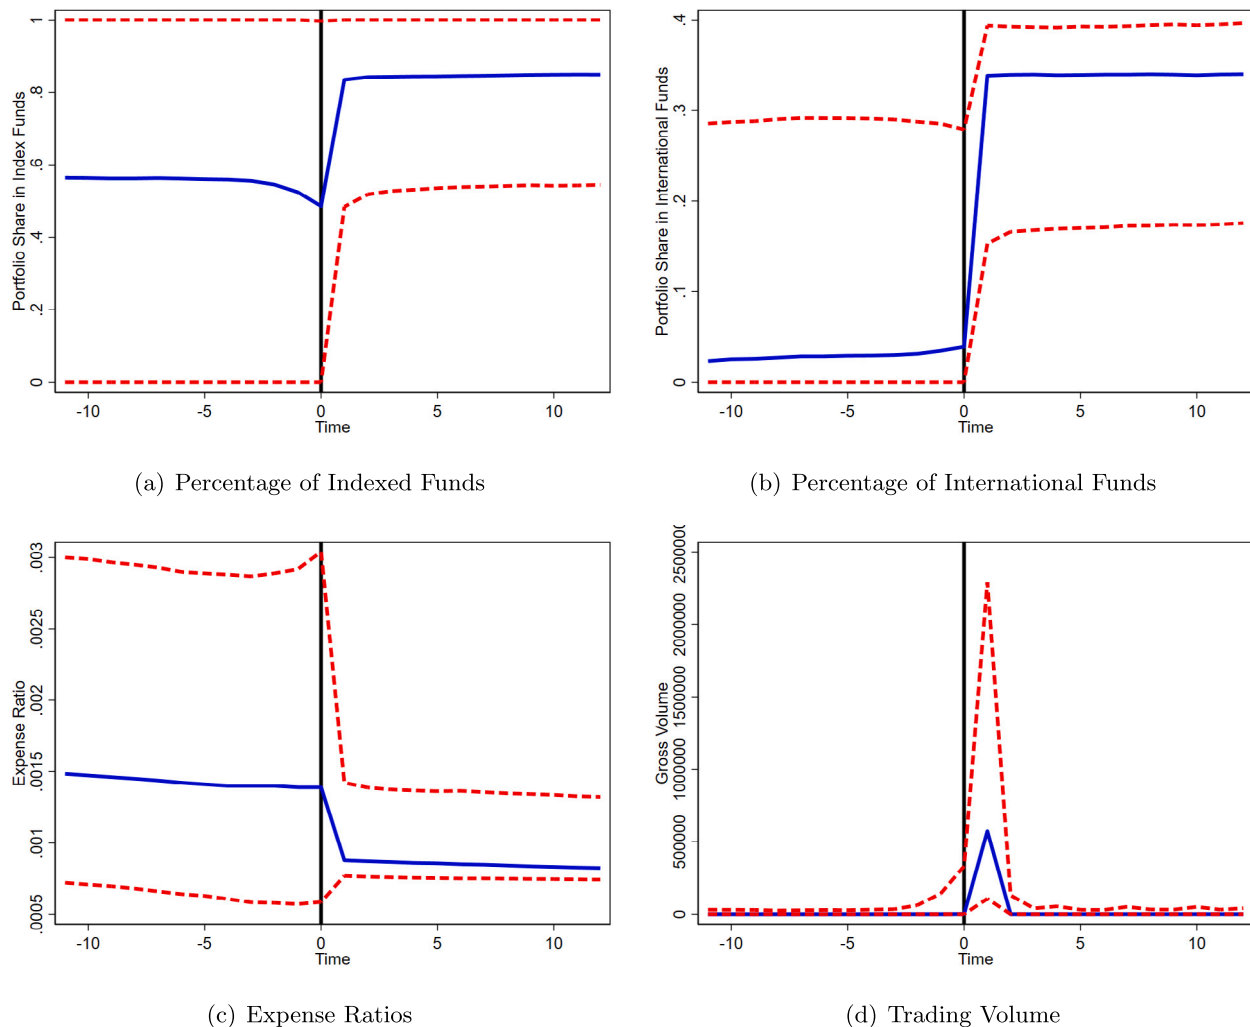 Portfolio Share in Index Funds
0 .2 .4 .6 .8 1
-10 -5 0 5 10
Time
(a) Percentage of Indexed Funds
Portfolio Share in International Funds
0 .1 .2 .3 .4
-10 -5 0 5 10
Time
(b) Percentage of International Funds
Expense Ratio
.0005 .001 .0015 .002 .0025 .003
-10 -5 0 5 10
Time
(c) Expense Ratios
Gross Volume
0 500000 1000000 1500000 2000000 2500000
-10 -5 0 5 10
Time
(d) Trading Volume